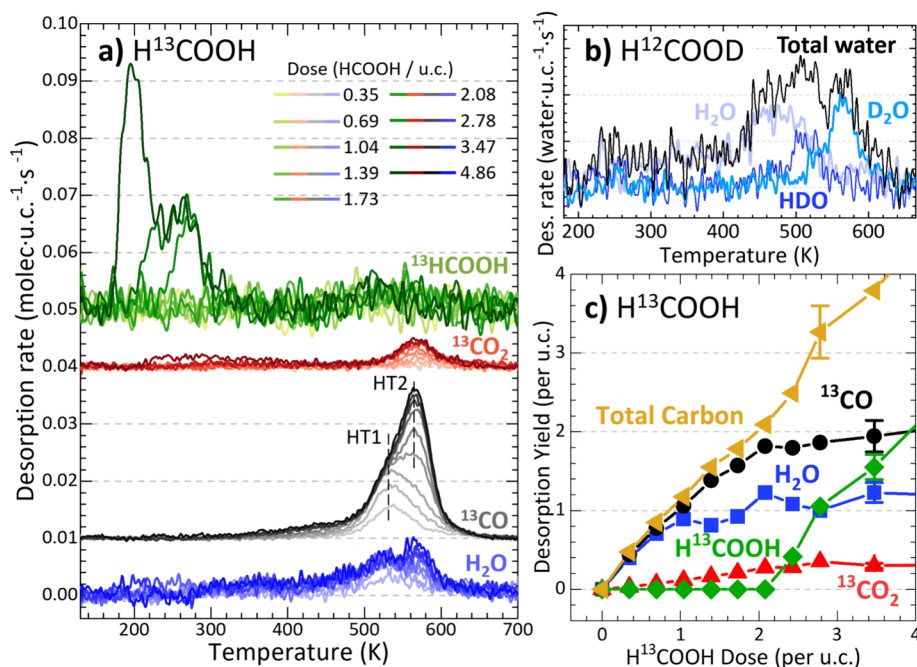 a) H¹³COOH
Dose (HCOOH / u.c.)
0.35
0.69
1.04
1.39
1.73
2.08
2.78
3.47
4.86
¹³HCOOH
¹³CO₂
HT2
HT1
¹³CO
H₂O
0.10
0.09
0.08
0.07
0.06
0.05
0.04
0.03
0.02
0.01
0.00
Desorption rate (molec·u.c.⁻¹·s⁻¹)
200 300 400 500 600 700
Temperature (K)
b) H¹²COOD
Total water
H₂O
D₂O
HDO
Des. rate (water·u.c.⁻¹·s⁻¹)
200 300 400 500 600
Temperature (K)
c) H¹³COOH
Total Carbon
¹³CO
H₂O
H¹³COOH
¹³CO₂
4
3
2
1
0
Desorption Yield (per u.c.)
0 1 2 3 4
H¹³COOH Dose (per u.c.)